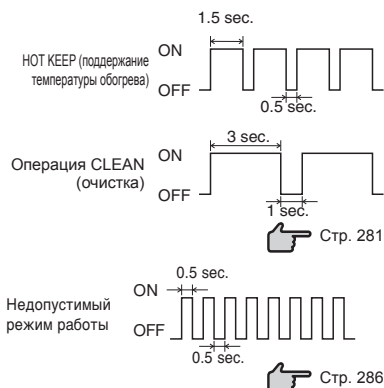 1.5 sec.
HOT KEEP (поддержание
температуры обогрева)
ON
OFF
0.5 sec.
3 sec.
Операция CLEAN
(очистка)
ON
OFF
1 sec.
Стр. 281
0.5 sec.
Недопустимый
режим работы
ON
OFF
0.5 sec.
Стр. 286